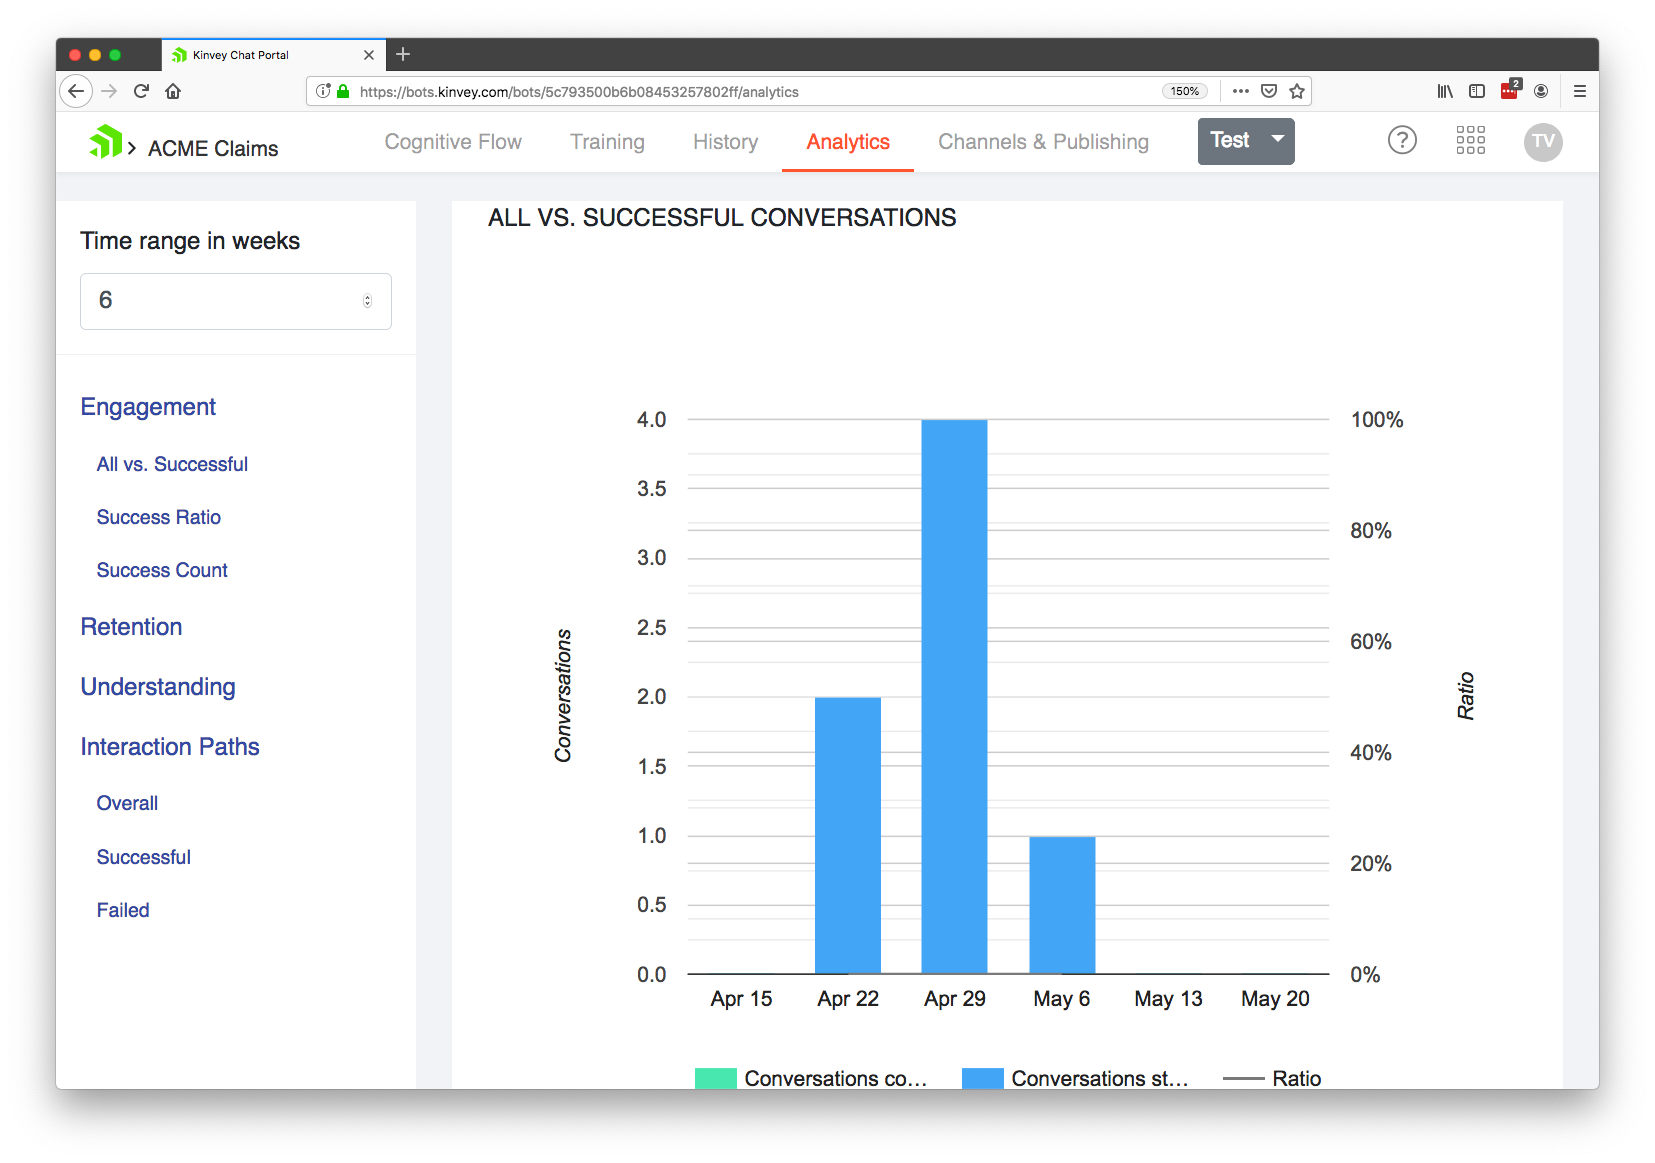 Kinvey Chat Portal
https://bots.kinvey.com/bots/5c793500b6b08453257802ff/analytics
150%
2
ACME Claims
Cognitive Flow
Training
History
Analytics
Channels & Publishing
Test
?
TV
Time range in weeks
6
Engagement
All vs. Successful
Success Ratio
Success Count
Retention
Understanding
Interaction Paths
Overall
Successful
Failed
ALL VS. SUCCESSFUL CONVERSATIONS
4.0
3.5
3.0
2.5
2.0
1.5
1.0
0.5
0.0
Conversations
100%
80%
60%
40%
20%
0%
Ratio
Apr 15
Apr 22
Apr 29
May 6
May 13
May 20
Conversations co...
Conversations st...
Ratio